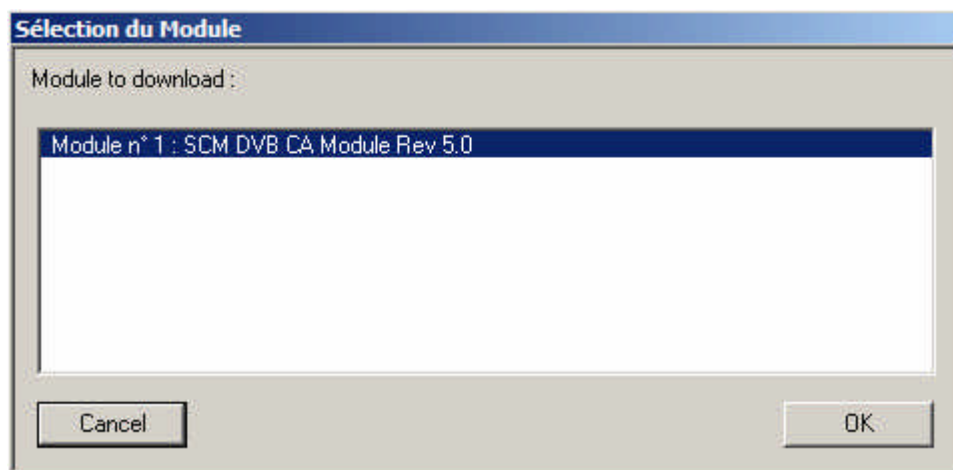 Sélection du Module
Module to download :
Module n° 1 : SCM DVB CA Module Rev 5.0
Cancel
OK